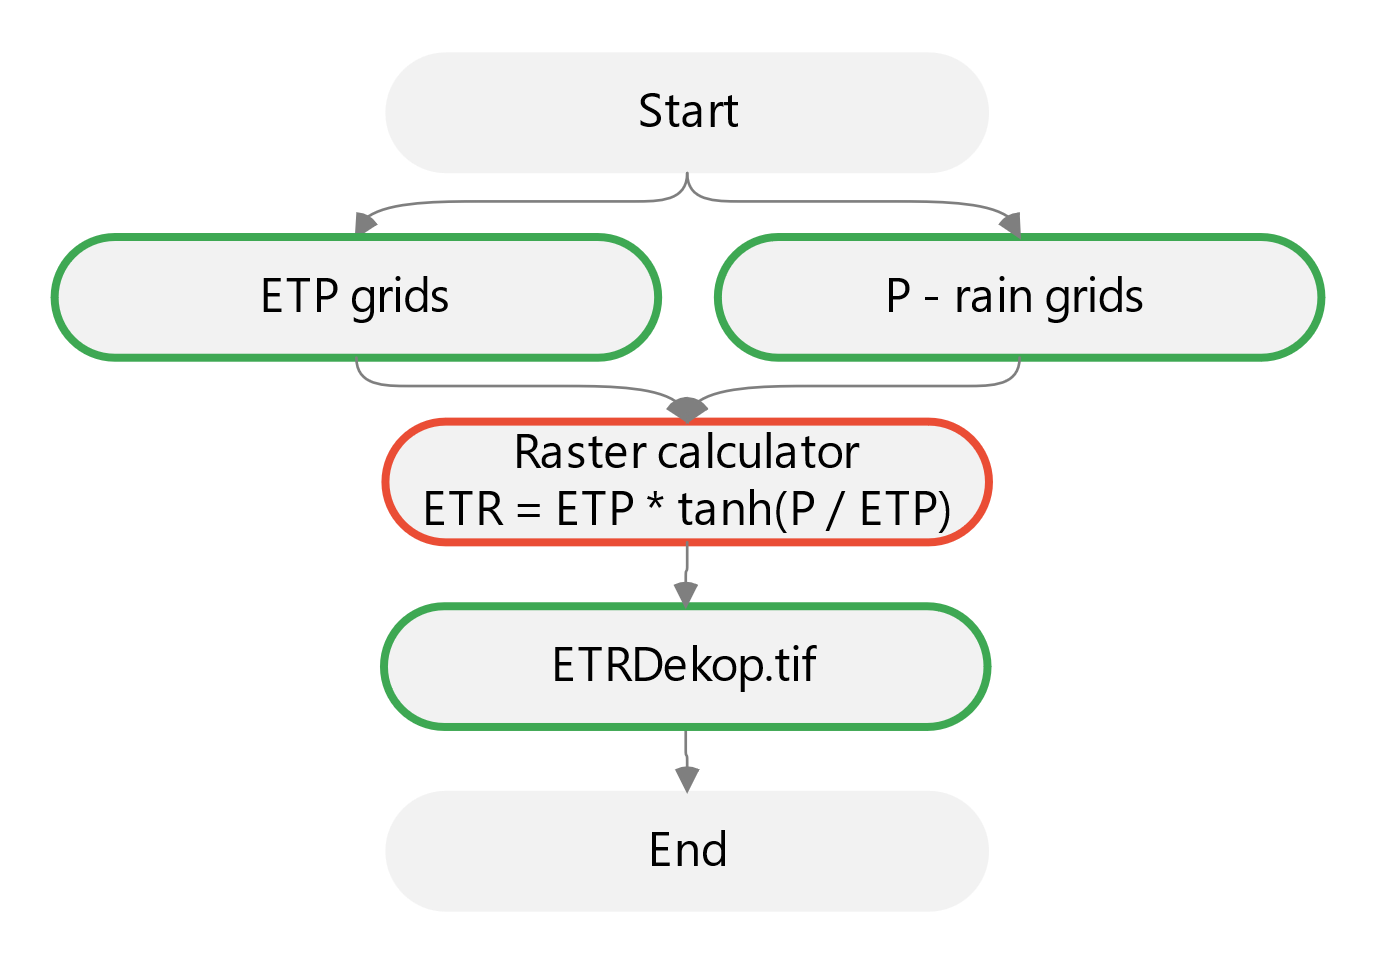 Start
ETP grids
P - rain grids
Raster calculator
ETR = ETP * tanh(P / ETP)
ETRDekop.tif
End